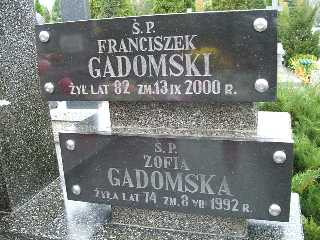 Ś.P.
FRANCISZEK
GADOMSKI
ŻYŁ LAT 82 ZM. 13 IX 2000 R.
Ś.P.
ZOFIA
GADOMSKA
ŻYŁA LAT 74 ZM. 8 VII 1992 R.